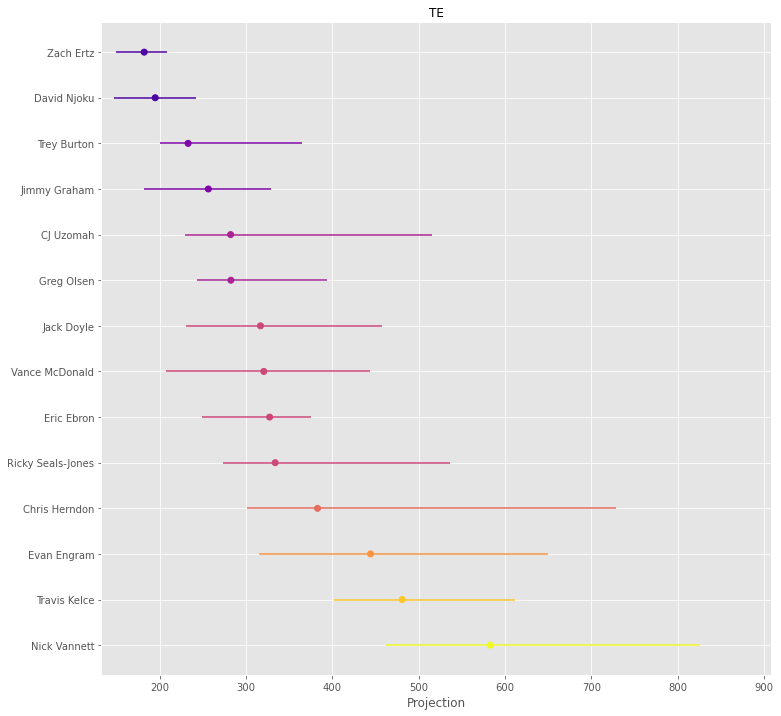 TE
Zach Ertz
David Njoku
Trey Burton
Jimmy Graham
CJ Uzomah
Greg Olsen
Jack Doyle
Vance McDonald
Eric Ebron
Ricky Seals-Jones
Chris Herndon
Evan Engram
Travis Kelce
Nick Vannett
200 300 400 500 600 700 800 900
Projection